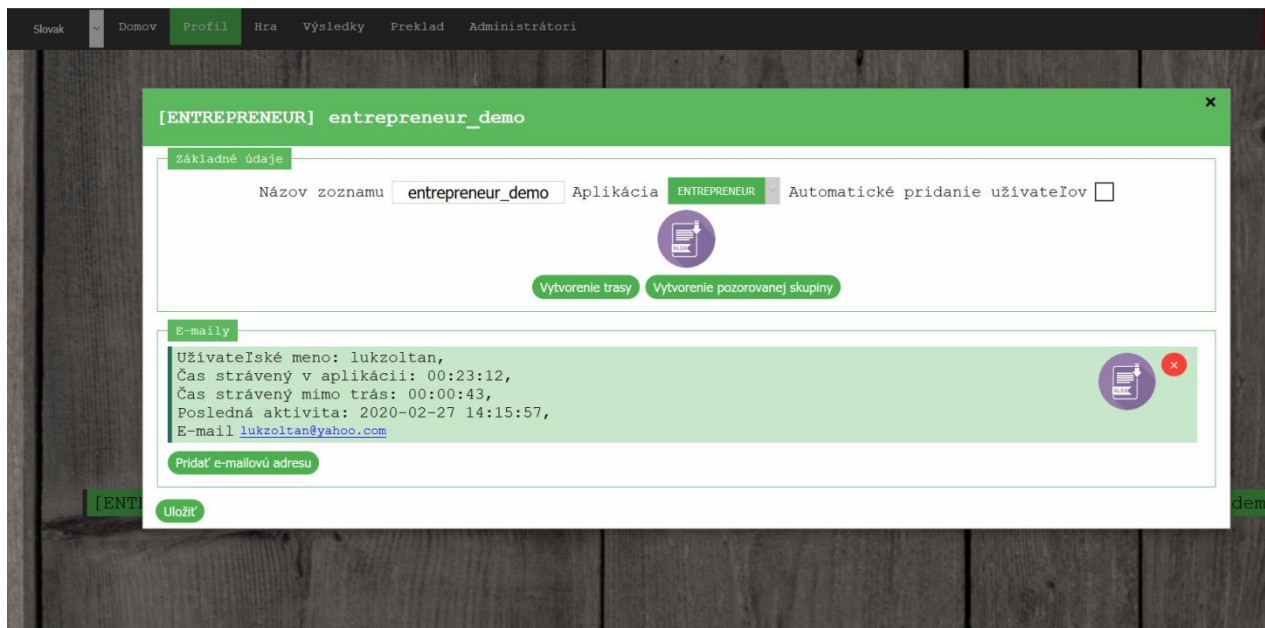 Slovak Domov Profil Hra Výsledky Preklad Administrátori
[ENTREPRENEUR] entrepreneur_demo ×
Základné údaje
Názov zoznamu entrepreneur_demo Aplikácia ENTREPRENEUR Automatické pridanie užívateľov
XLSX
Vytvorenie trasy Vytvorenie pozorovanej skupiny
E-maily
Užívateľské meno: lukzoltan,
Čas strávený v aplikácii: 00:23:12,
Čas strávený mimo trás: 00:00:43,
Posledná aktivita: 2020-02-27 14:15:57,
E-mail lukzoltan@yahoo.com
XLSX ×
Pridať e-mailovú adresu
[ENT dem
Uložiť